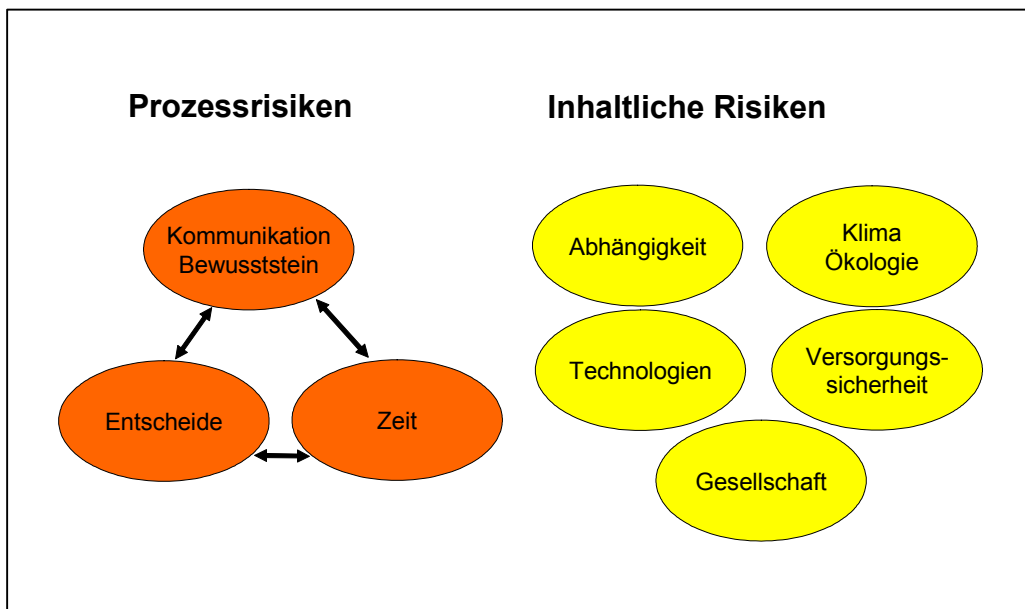 Prozessrisiken
Kommunikation
Bewusststein
Entscheide
Zeit
Inhaltliche Risiken
Abhängigkeit
Klima
Ökologie
Technologien
Versorgungs-
sicherheit
Gesellschaft